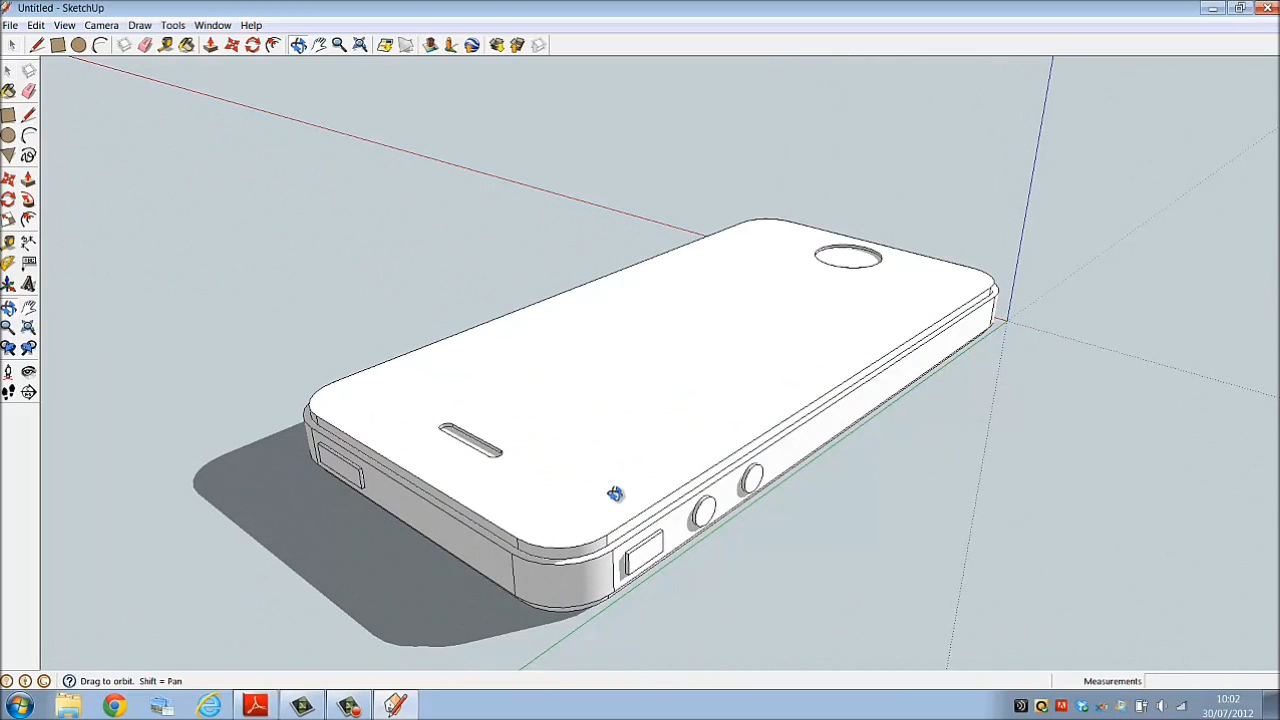 Untitled - SketchUp
File Edit View Camera Draw Tools Window Help
Drag to orbit. Shift = Pan
Measurements
10:02
30/07/2012